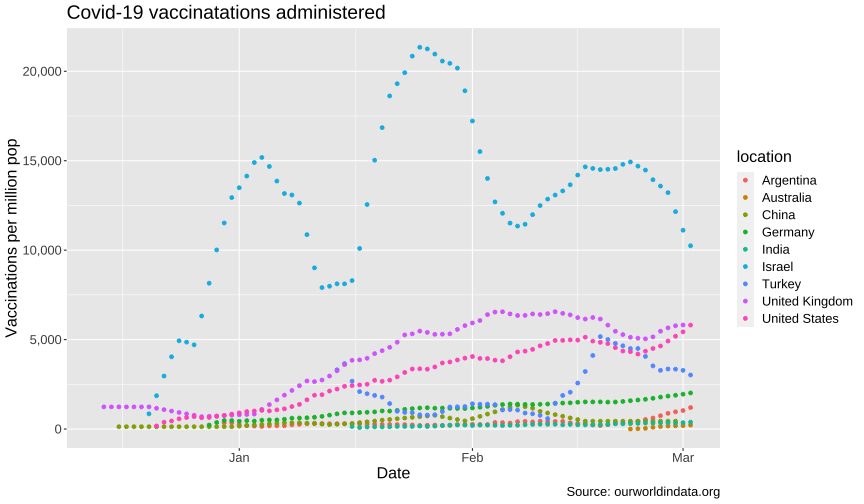 Covid-19 vaccinatations administered
Vaccinations per million pop
20,000
15,000
10,000
5,000
0
Jan
Feb
Mar
Date
location
Argentina
Australia
China
Germany
India
Israel
Turkey
United Kingdom
United States
Source: ourworldindata.org